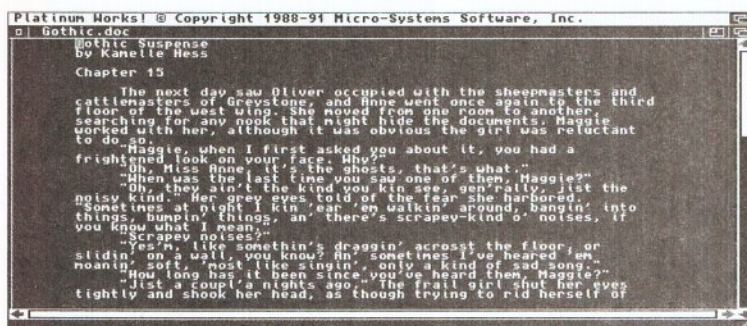 Platinum Works! © Copyright 1988-91 Micro-Systems Software, Inc.
Gothic.doc
Gothic Suspense
by Kamelle Hess
Chapter 15
The next day saw Oliver occupied with the sheepmasters and
cattlemasters of Greystone, and Anne went once again to the third
floor of the west wing. She moved from one room to another,
searching for any nook that might hide the documents. Maggie
worked with her, although it was obvious the girl was reluctant
to do so.
"Maggie, when I first asked you about it, you had a
frightened look on your face. Why?"
"Oh, Miss Anne, it's the ghosts, that's what."
"When was the last time you saw one of them, Maggie?"
"Oh, they ain't the kind you kin see, gen'rally, jist the
noisy kind." Her grey eyes told of the fear she harbored.
"Sometimes at night I kin 'ear 'em walkin' around, bangin' into
things, bumpin' things, an' there's scrapey-kind o' noises, if
you know what I mean."
"Scrapey noises?"
"Yes'm, like somethin's draggin' acrosst the floor, or
slidin' on a wall, you know? An' sometimes I've heared 'em
moanin' soft, 'most like singin', only a kind of sad song."
"How long has it been since you've heard them, Maggie?"
"Jist a coupl'a nights ago." The frail girl shut her eyes
tightly and shook her head, as though trying to rid herself of